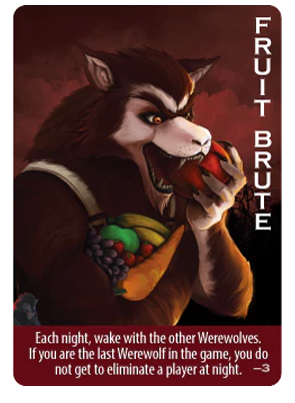 FRUIT BRUTE
Each night, wake with the other Werewolves.
If you are the last Werewolf in the game, you do
not get to eliminate a player at night. –3